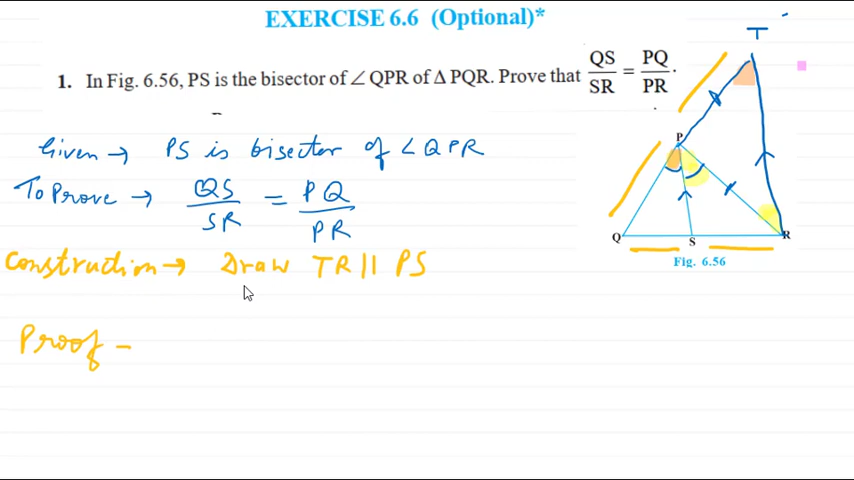 EXERCISE 6.6 (Optional)*
1. In Fig. 6.56, PS is the bisector of ∠ QPR of Δ PQR. Prove that QS/SR = PQ/PR.
Given → PS is bisector of ∠QPR
To Prove → QS/SR = PQ/PR
Construction → Draw TR || PS
Proof -
T
P
Q
S
R
Fig. 6.56